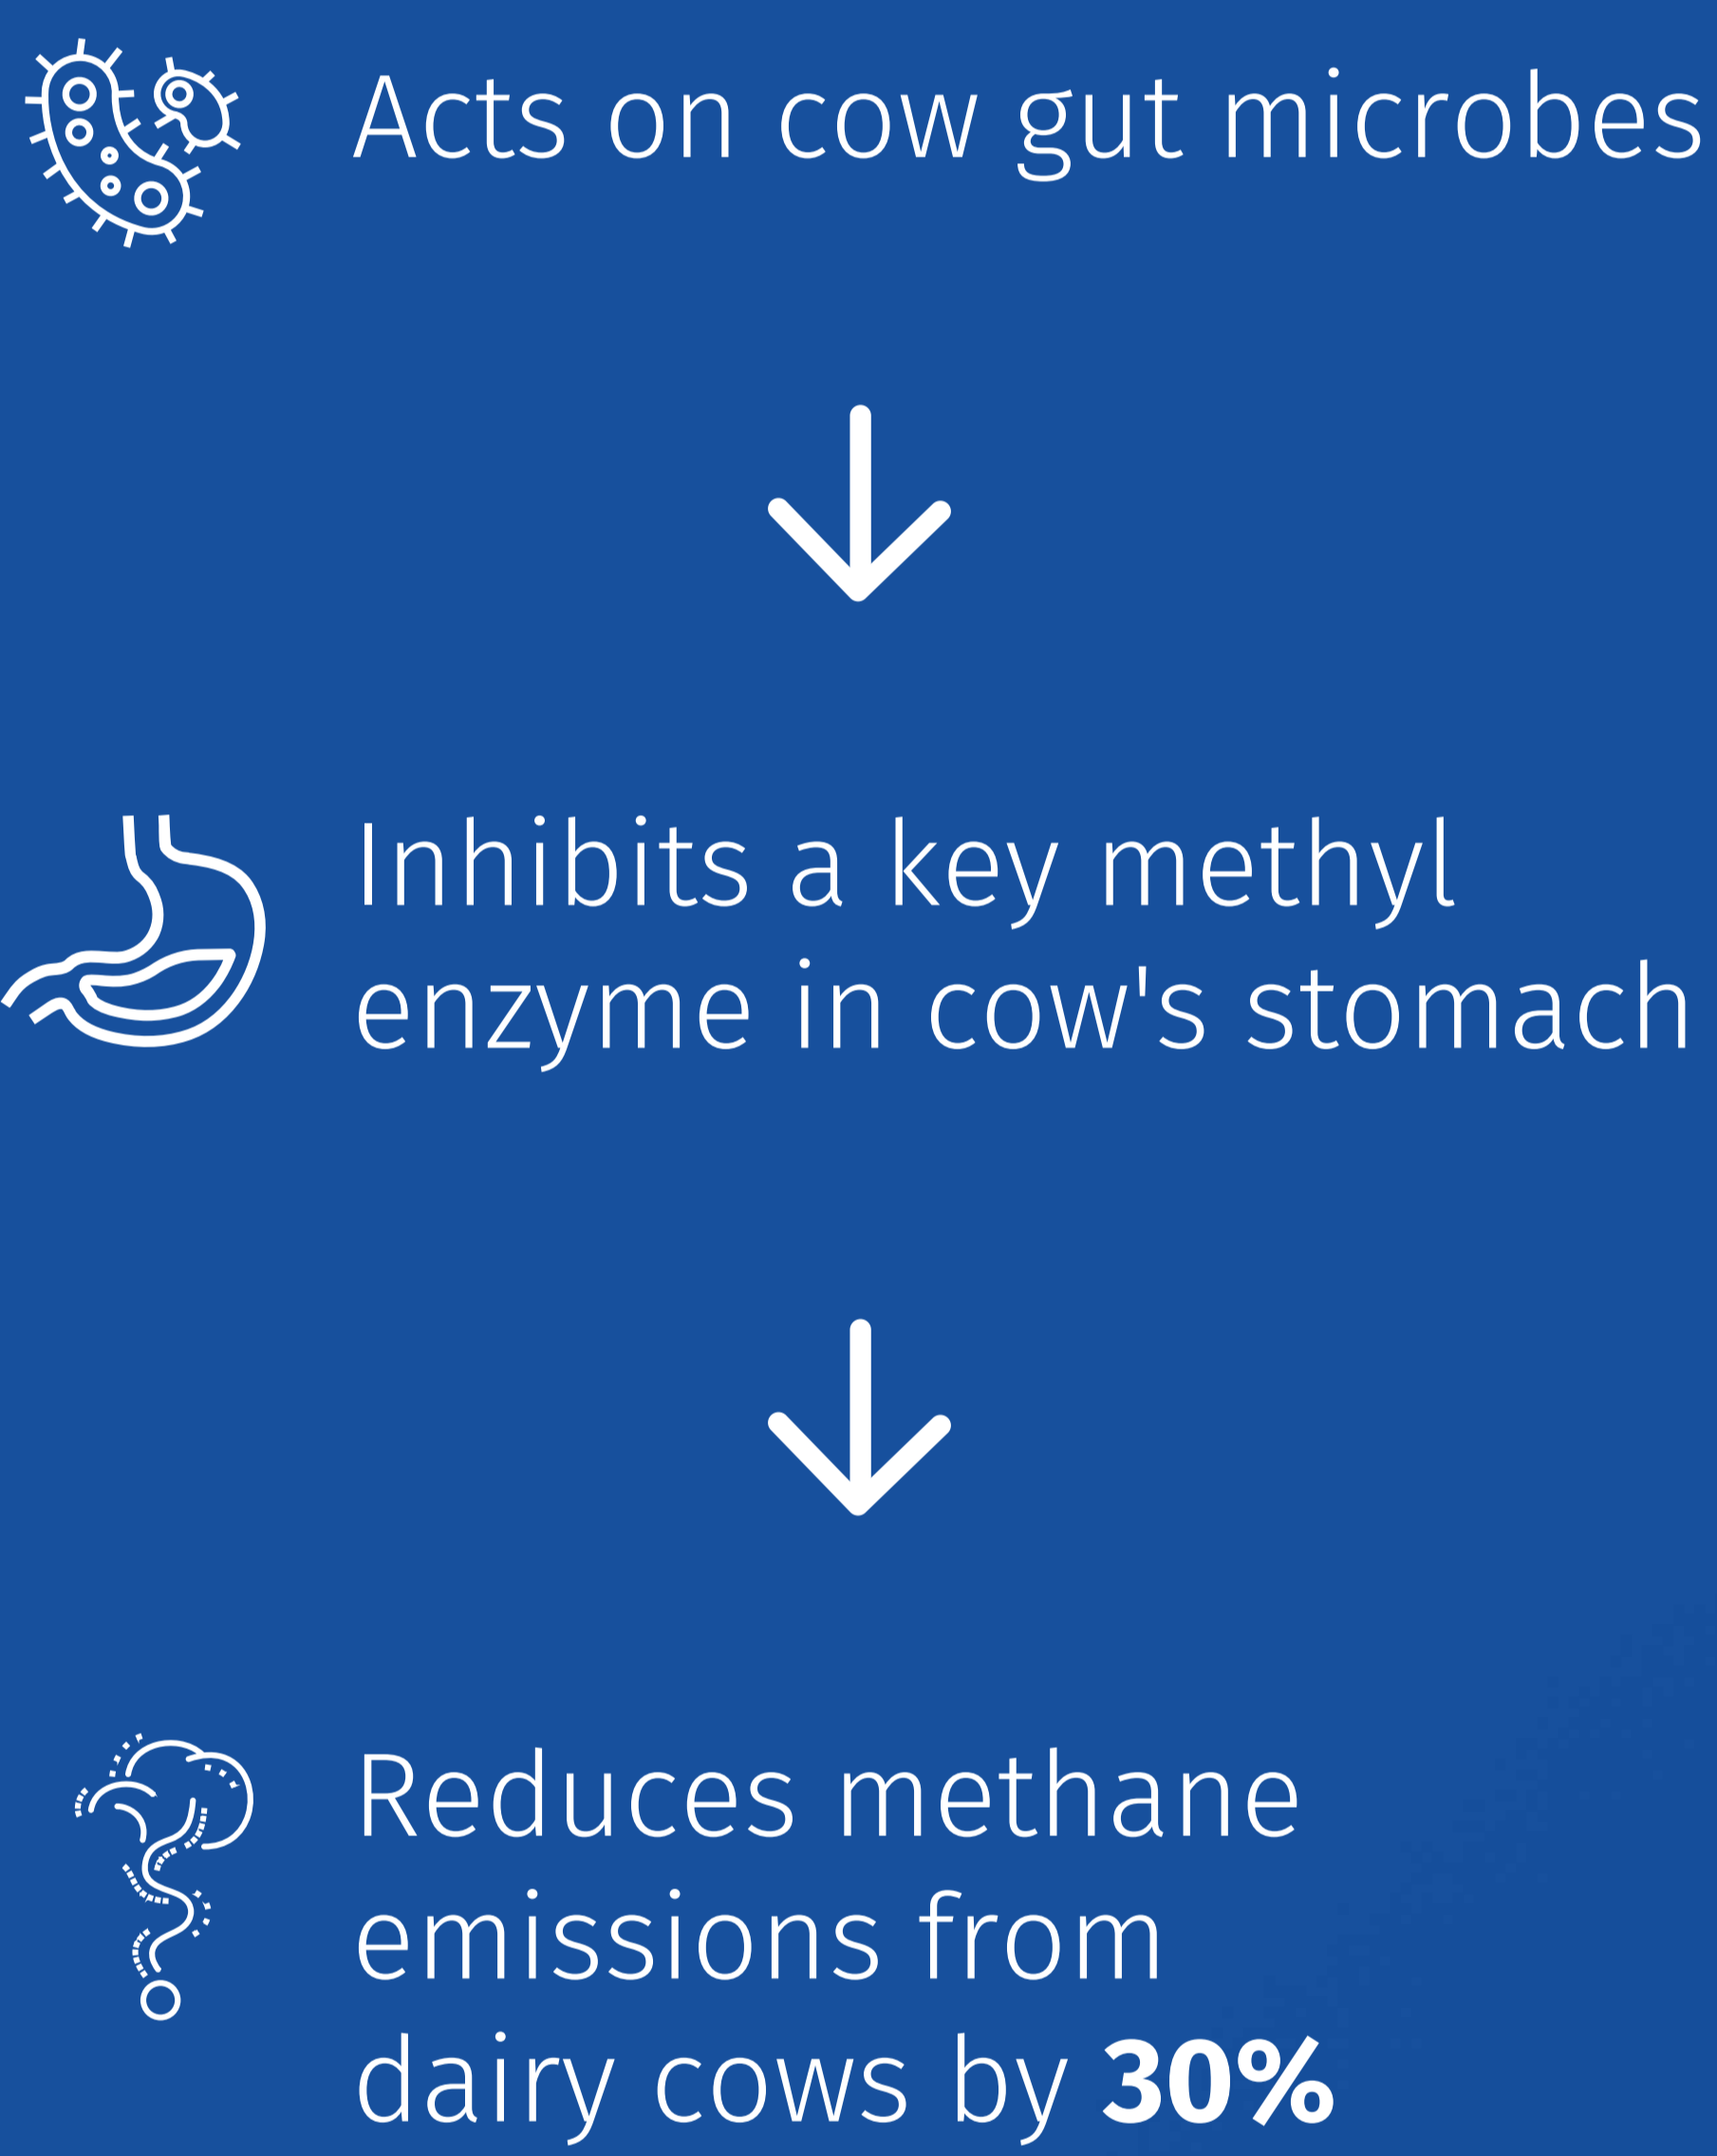 Acts on cow gut microbes
Inhibits a key methyl
enzyme in cow's stomach
Reduces methane
emissions from
dairy cows by 30%